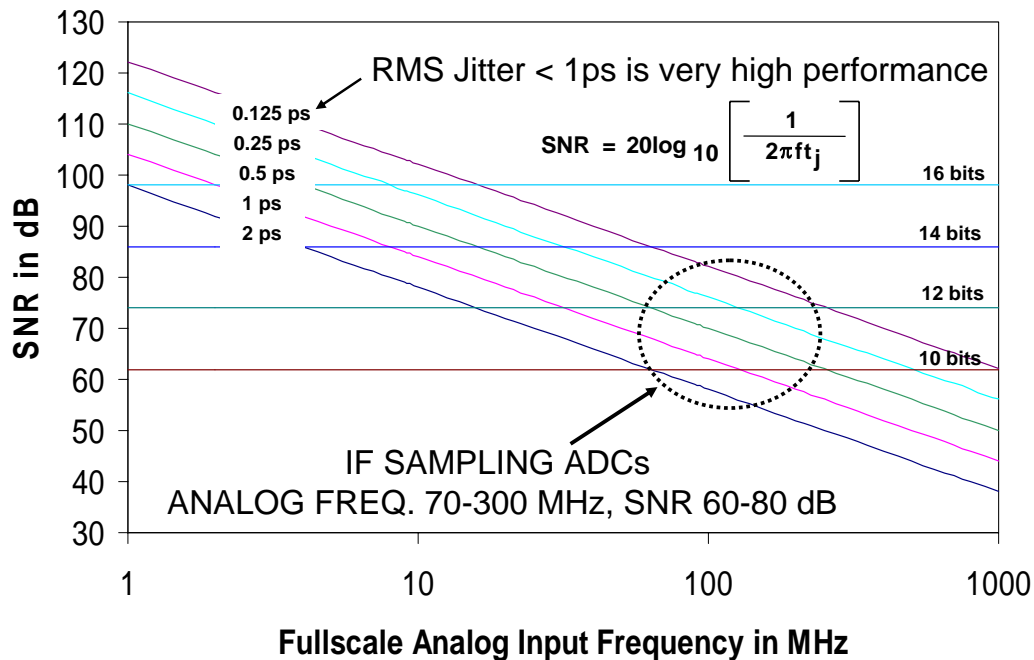 130
120
110
100
90
80
70
60
50
40
30
SNR in dB
RMS Jitter < 1ps is very high performance
0.125 ps
0.25 ps
0.5 ps
1 ps
2 ps
SNR = 20log 10 [ 1 / 2πftj ]
16 bits
14 bits
12 bits
10 bits
IF SAMPLING ADCs
ANALOG FREQ. 70-300 MHz, SNR 60-80 dB
1 10 100 1000
Fullscale Analog Input Frequency in MHz